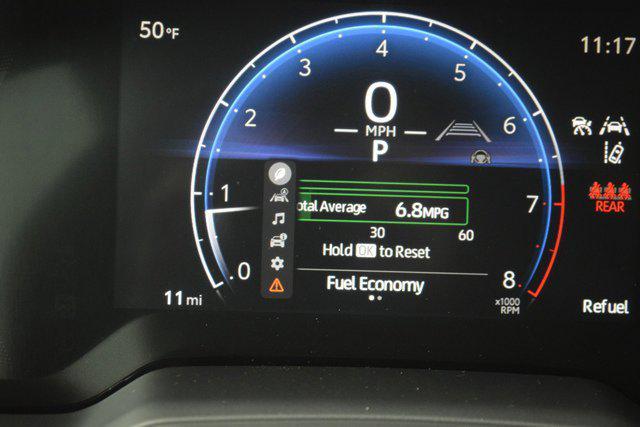 50°F
11:17
4
3
5
0
2
6
MPH
P
1
otal Average 6.8MPG
7
REAR
30 60
Hold OK to Reset
0
Fuel Economy
8
11 mi
x1000
RPM
Refuel